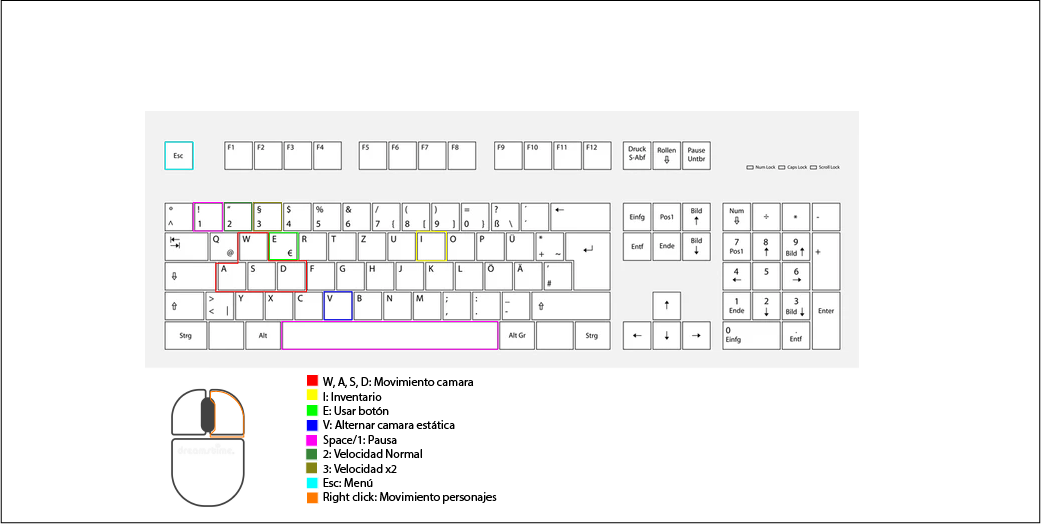 Esc F1 F2 F3 F4 F5 F6 F7 F8 F9 F10 F11 F12 Druck S-Abf Rollen ⇩ Pause Untbr
Num Lock Caps Lock Scroll Lock
° ^ ! 1 " 2 § 3 $ 4 % 5 & 6 / 7 { ( 8 [ ) 9 ] = 0 } ? ß \ ` ´ ← Einfg Pos1 Bild ↑ Num ⇩ ÷ * -
Q @ W E € R T Z U I O P Ü * + ~ ↵ Entf Ende Bild ↓ 7 Pos1 8 ↑ 9 Bild ↑ +
⇩ A S D F G H J K L Ö Ä ' # 4 ← 5 6 →
⇧ > < | Y X C V B N M ; , : . _ - ⇧ ↑ 1 Ende 2 ↓ 3 Bild ↓ Enter
Strg Alt Alt Gr Strg ← ↓ → 0 Einfg . Entf
W, A, S, D: Movimiento camara
I: Inventario
E: Usar botón
V: Alternar camara estática
Space/1: Pausa
2: Velocidad Normal
3: Velocidad x2
Esc: Menú
Right click: Movimiento personajes